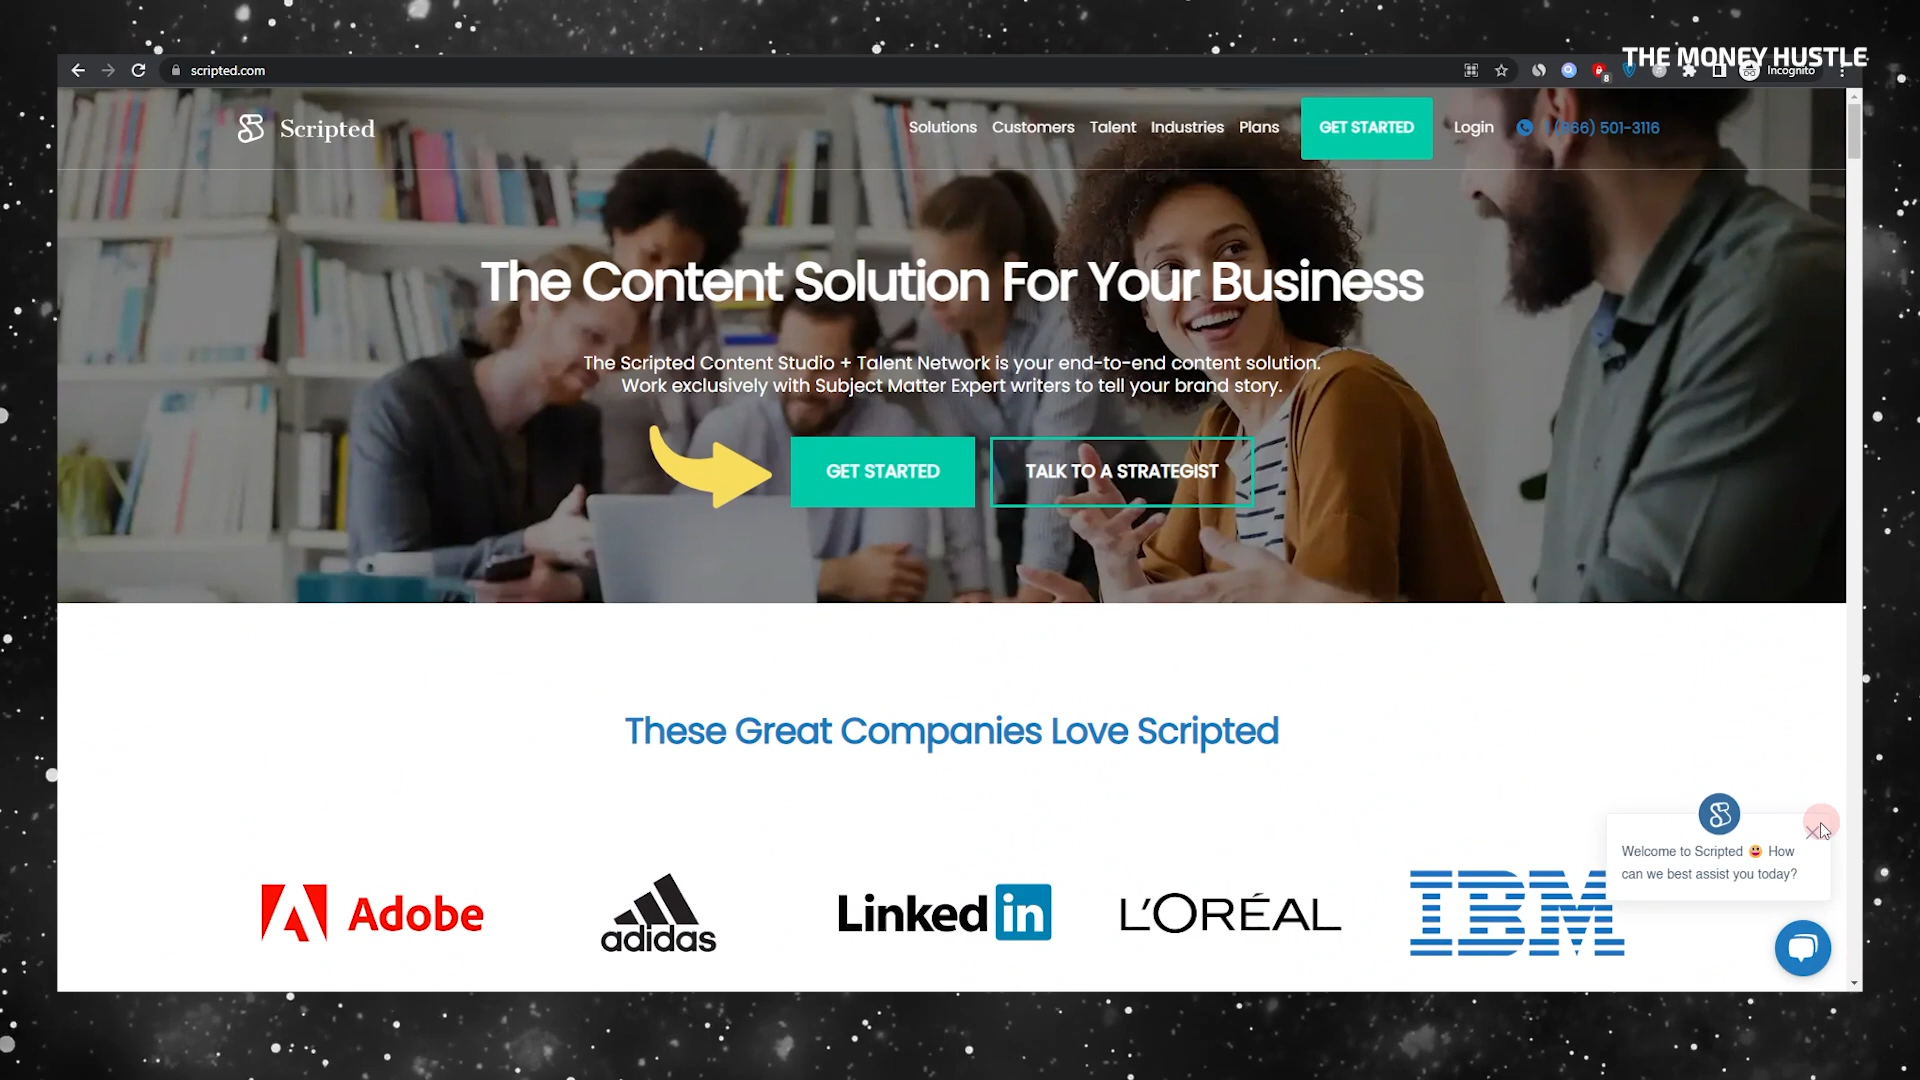 THE MONEY HUSTLE
scripted.com
8
Incognito
Scripted
Solutions Customers Talent Industries Plans GET STARTED Login (866) 501-3116
The Content Solution For Your Business
The Scripted Content Studio + Talent Network is your end-to-end content solution.
Work exclusively with Subject Matter Expert writers to tell your brand story.
GET STARTED TALK TO A STRATEGIST
These Great Companies Love Scripted
Welcome to Scripted 😀 How
can we best assist you today?
Adobe
adidas
Linked in
L'ORÉAL
IBM